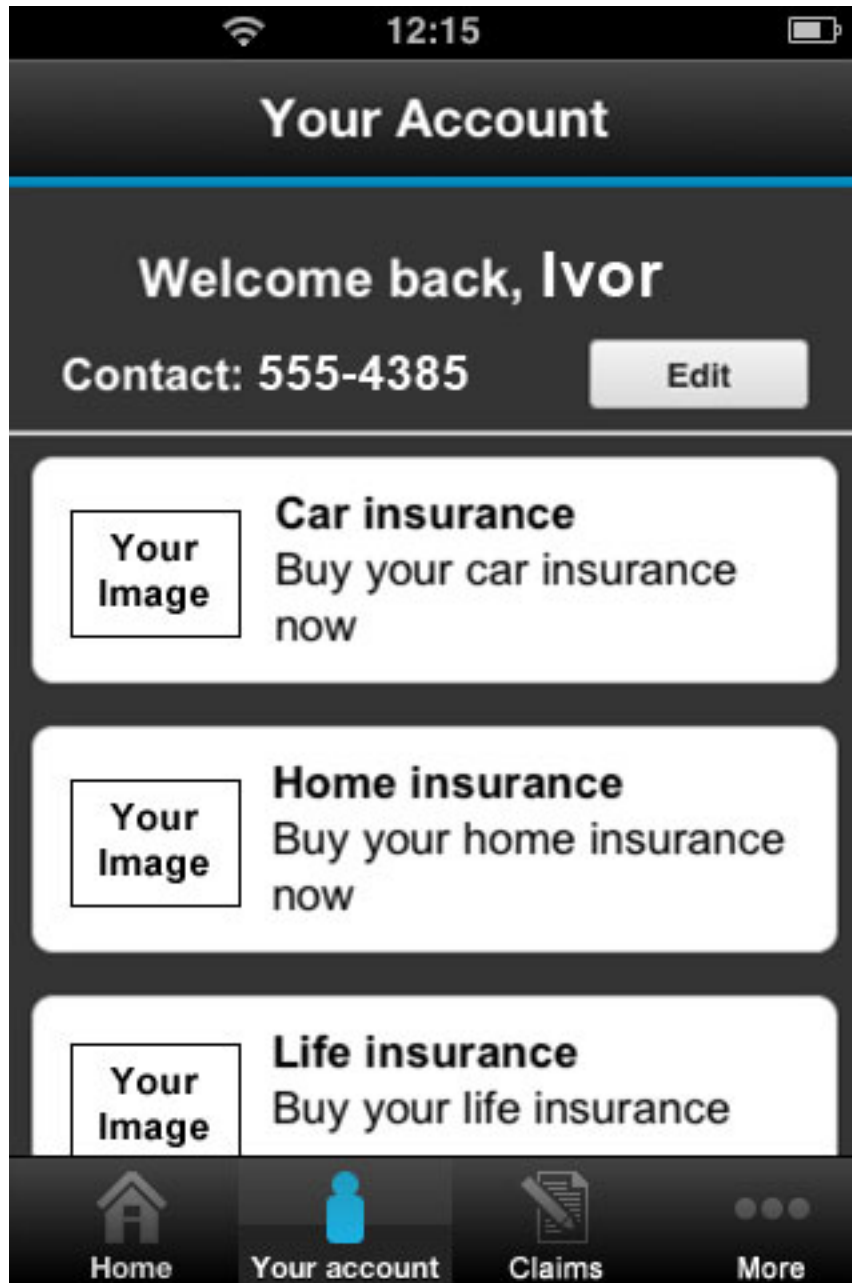 12:15
Your Account
Welcome back, Ivor
Contact: 555-4385
Edit
Your
Image
Car insurance
Buy your car insurance
now
Your
Image
Home insurance
Buy your home insurance
now
Your
Image
Life insurance
Buy your life insurance
Home
Your account
Claims
More